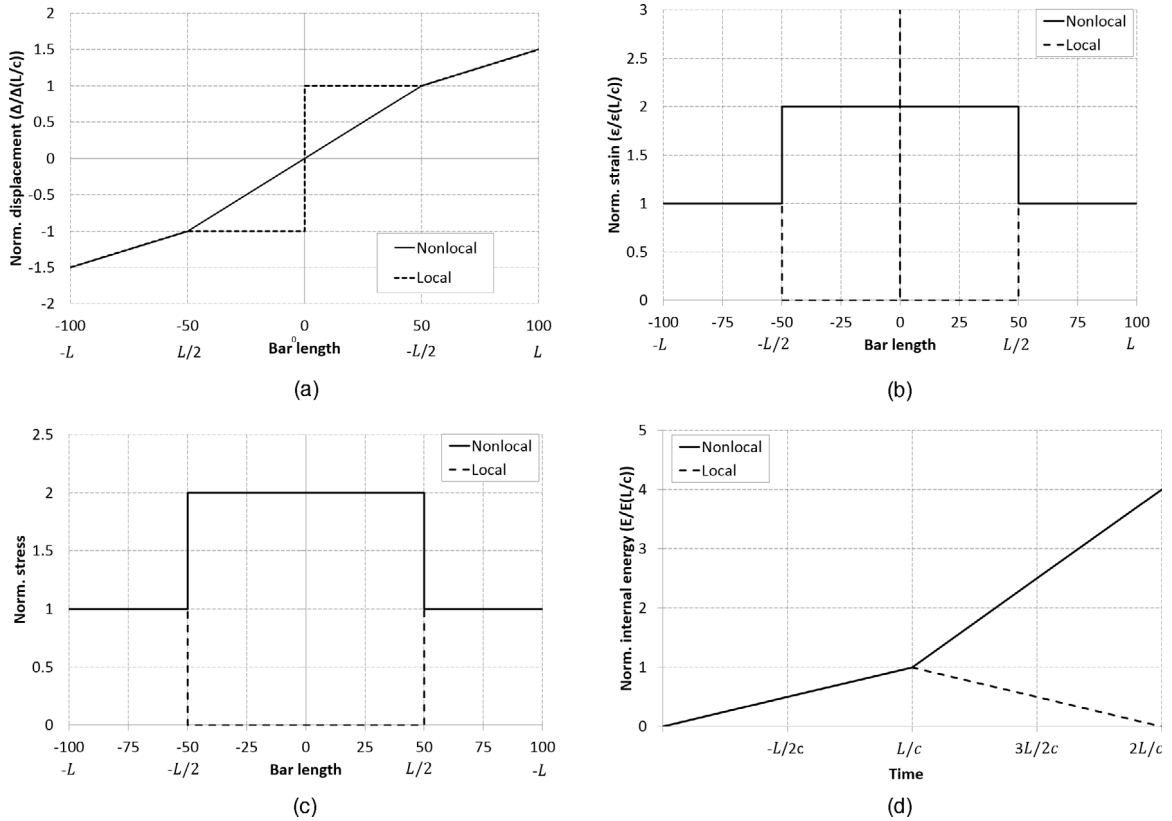 Norm. displacement (Δ/Δ(L/c))
2
1.5
1
0.5
0
-0.5
-1
-1.5
-2
Nonlocal
Local
-100 -50 0 50 100
-L L/2 Bar length 0 -L/2 L
(a)
Norm. strain (ε/ε(L/c))
3
2.5
2
1.5
1
0.5
0
Nonlocal
Local
-100 -75 -50 -25 0 25 50 75 100
-L -L/2 Bar length L/2 L
(b)
Norm. stress
2.5
2
1.5
1
0.5
0
Nonlocal
Local
-100 -75 -50 -25 0 25 50 75 100
-L -L/2 Bar length L/2 -L
(c)
Norm. internal energy (E/E(L/c))
5
4
3
2
1
0
Nonlocal
Local
-L/2c L/c 3L/2c 2L/c
Time
(d)